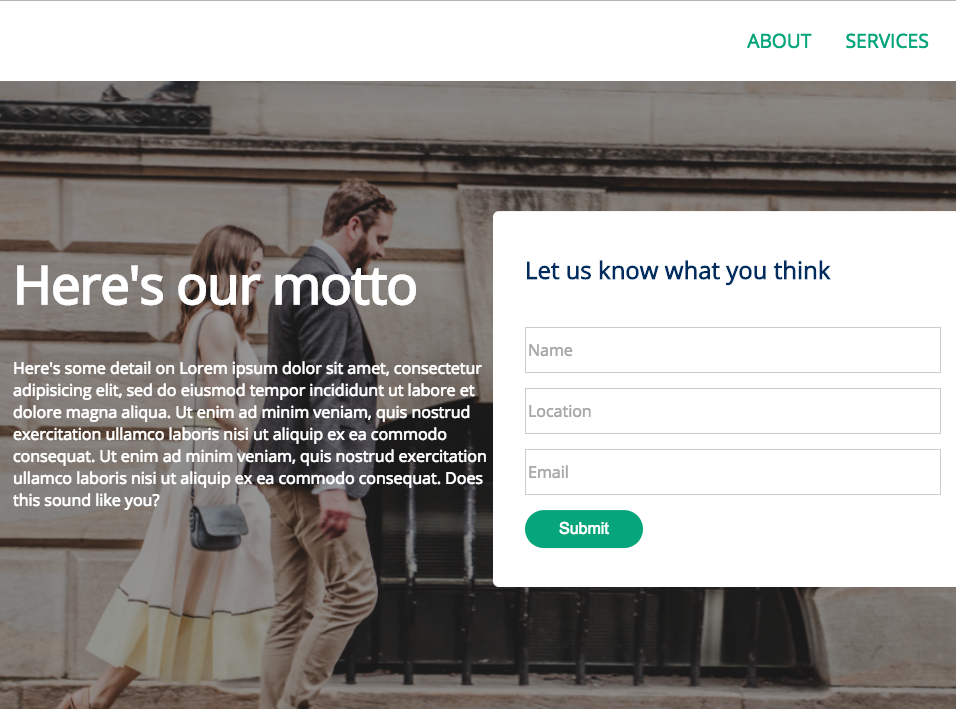 ABOUT SERVICES
Here's our motto
Here's some detail on Lorem ipsum dolor sit amet, consectetur
adipisicing elit, sed do eiusmod tempor incididunt ut labore et
dolore magna aliqua. Ut enim ad minim veniam, quis nostrud
exercitation ullamco laboris nisi ut aliquip ex ea commodo
consequat. Ut enim ad minim veniam, quis nostrud exercitation
ullamco laboris nisi ut aliquip ex ea commodo consequat. Does
this sound like you?
Let us know what you think
Name
Location
Email
Submit